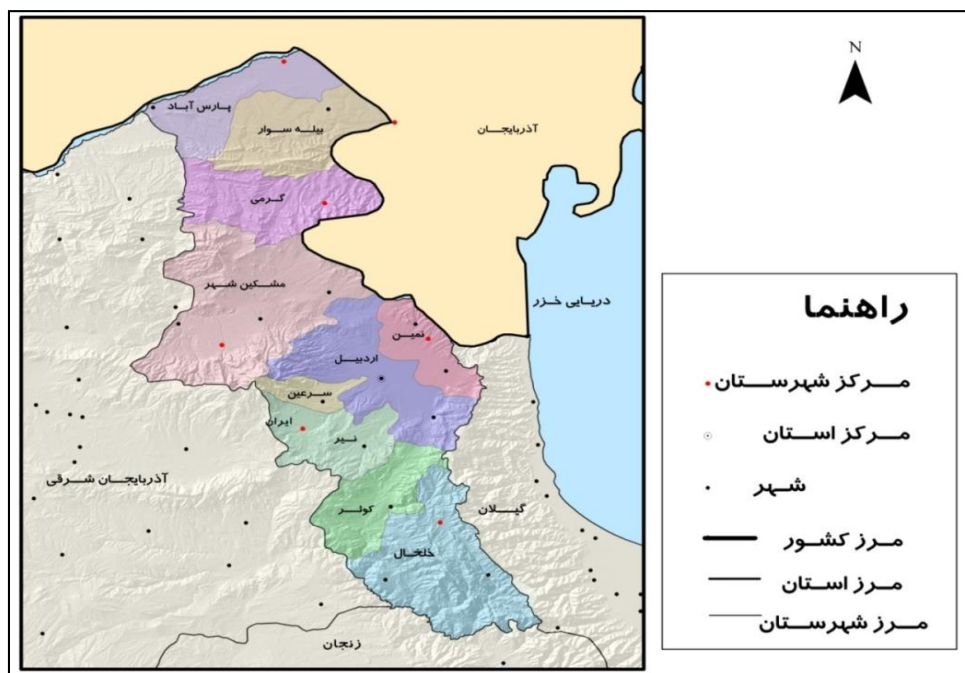 N
پارس آباد
بیله سوار
آذربایجان
گرمی
مشکین شهر
دریایی خزر
نمین
اردبیل
سرعین
ایران
نیر
آذربایجان شرقی
کوثر
گیلان
خلخال
زنجان
راهنما
مرکز شهرستان
مرکز استان
شهر
مرز کشور
مرز استان
مرز شهرستان